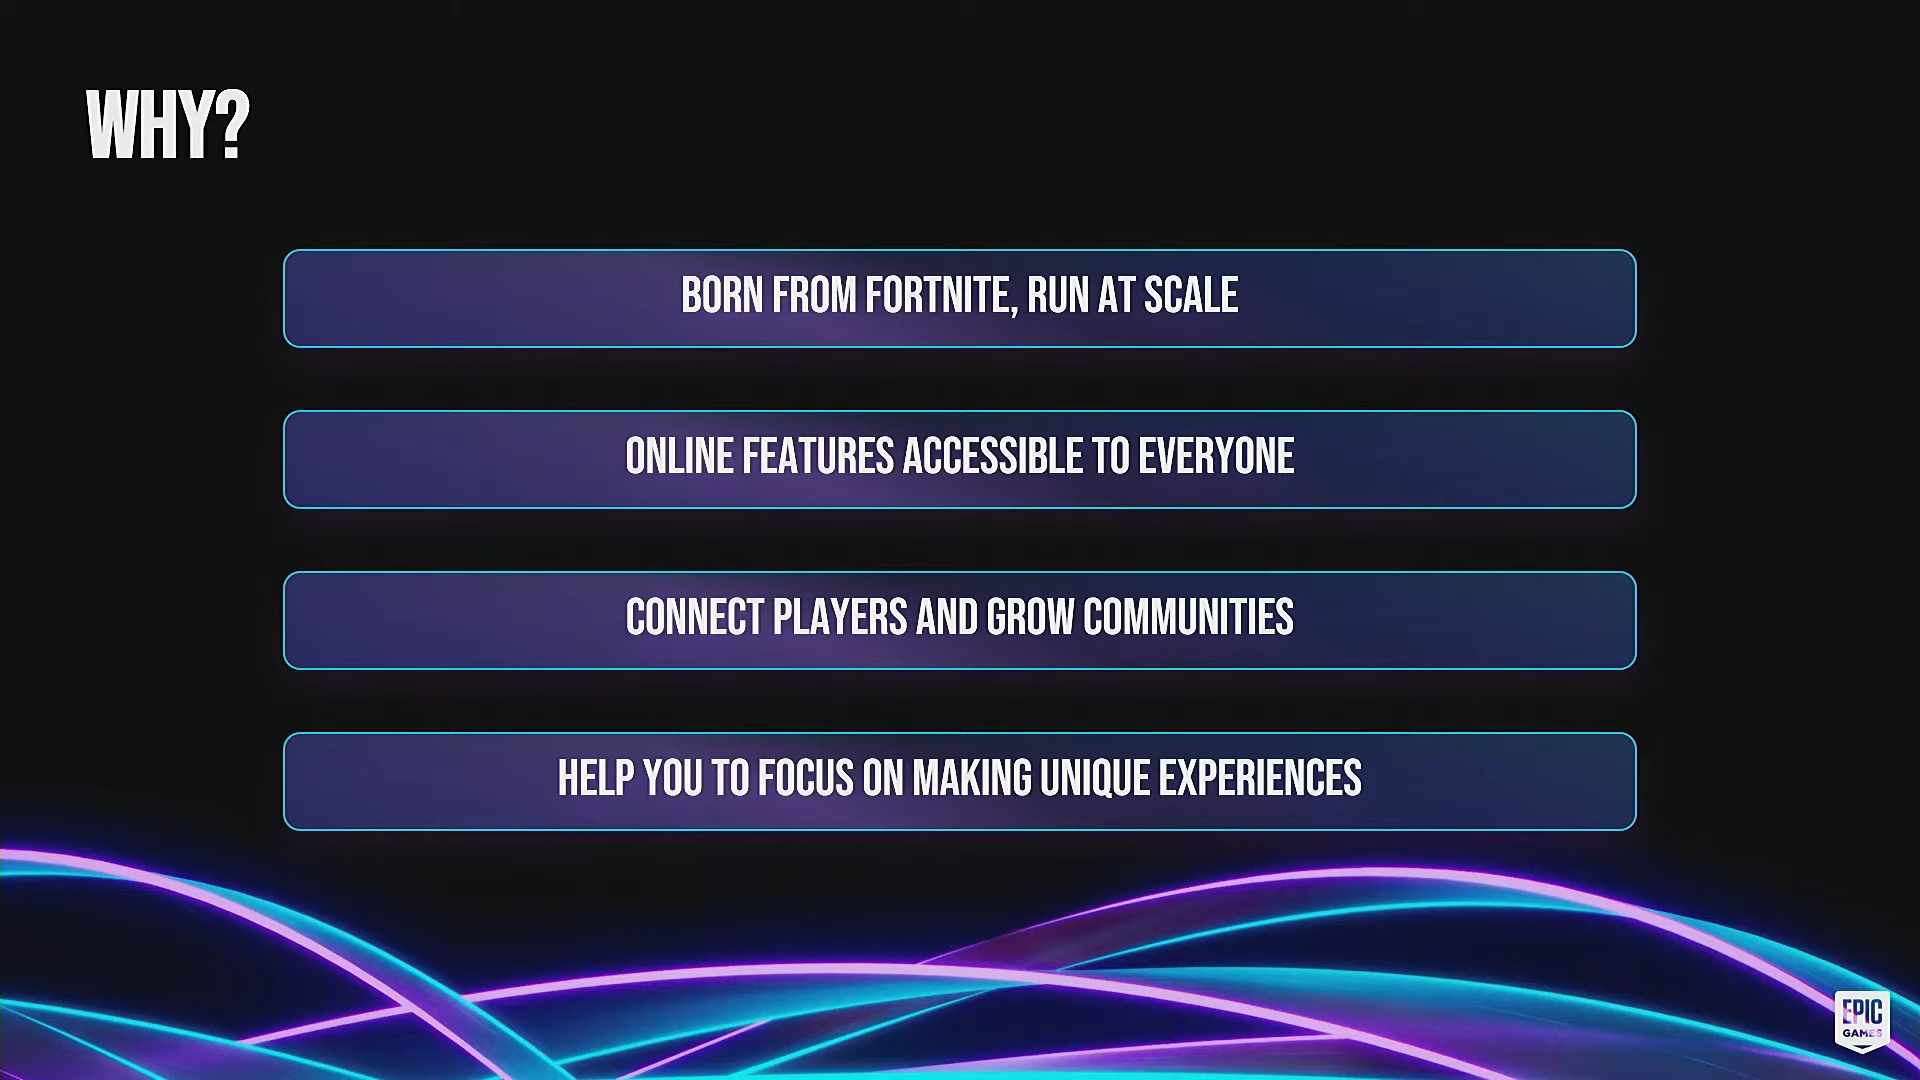 WHY?
BORN FROM FORTNITE, RUN AT SCALE
ONLINE FEATURES ACCESSIBLE TO EVERYONE
CONNECT PLAYERS AND GROW COMMUNITIES
HELP YOU TO FOCUS ON MAKING UNIQUE EXPERIENCES
EPIC
GAMES